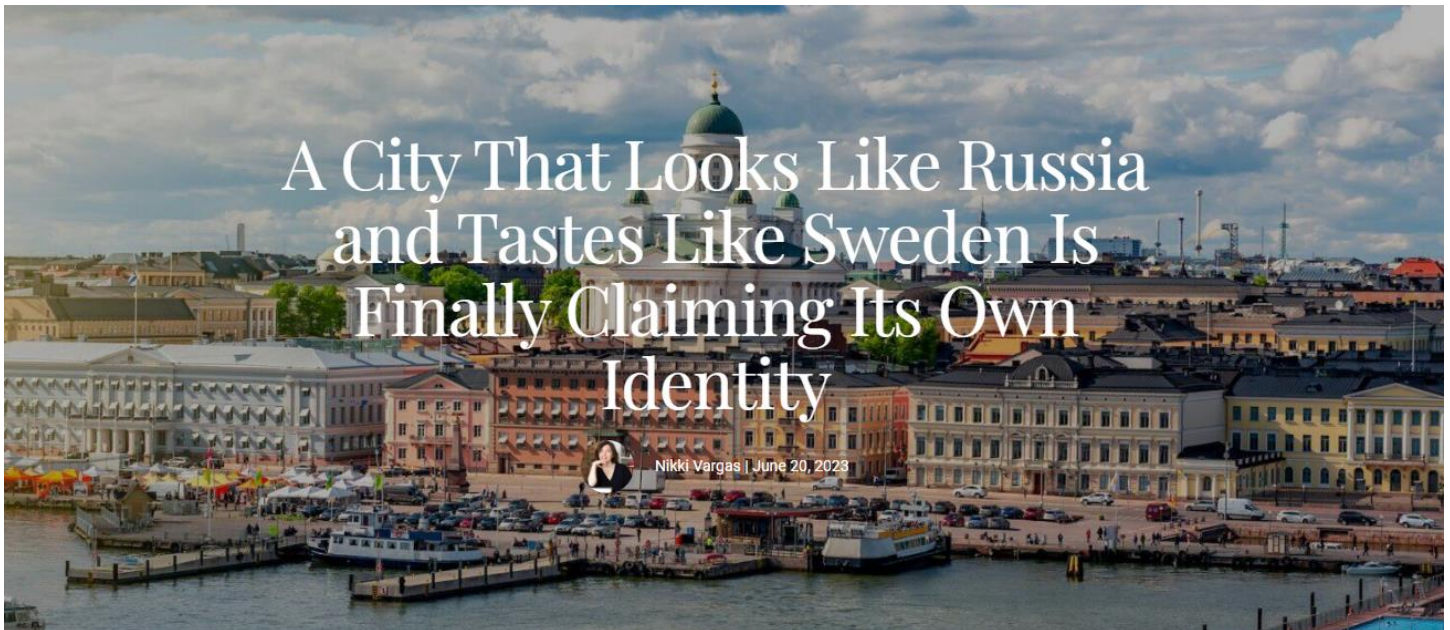 A City That Looks Like Russia
and Tastes Like Sweden Is
Finally Claiming Its Own
Identity
Nikki Vargas | June 20, 2023